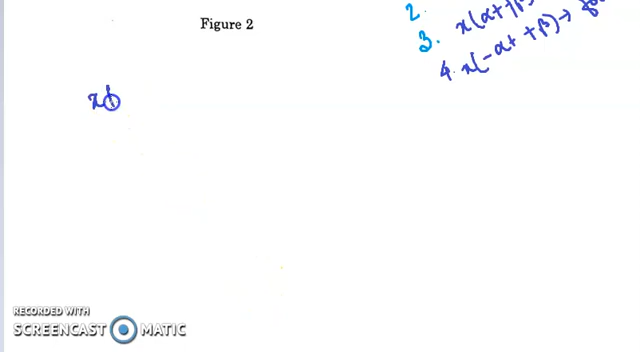 2.
3. x(αt+β)
4. x(-αt+β)→
Figure 2
x(
RECORDED WITH
SCREENCAST MATIC